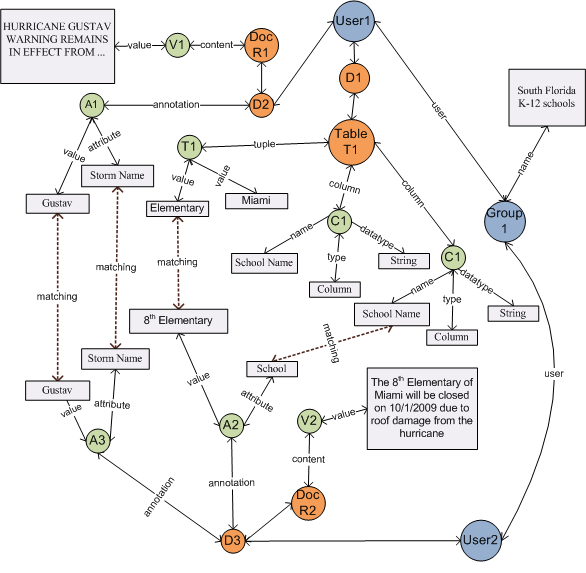 HURRICANE GUSTAV
WARNING REMAINS
IN EFFECT FROM ...
value
V1
content
Doc
R1
User1
D1
A1
annotation
D2
user
South Florida
K-12 schools
name
value
attribute
T1
tuple
Table
T1
Storm Name
value
value
column
column
Gustav
Elementary
Miami
Group
1
C1
name
datatype
type
School Name
String
Column
C1
name
datatype
type
School Name
String
Column
matching
matching
matching
matching
8th Elementary
Storm Name
School
Gustav
value
attribute
value
attribute
The 8th Elementary of
Miami will be closed
on 10/1/2009 due to
roof damage from the
hurricane
user
A3
A2
V2
value
content
annotation
annotation
Doc
R2
D3
User2